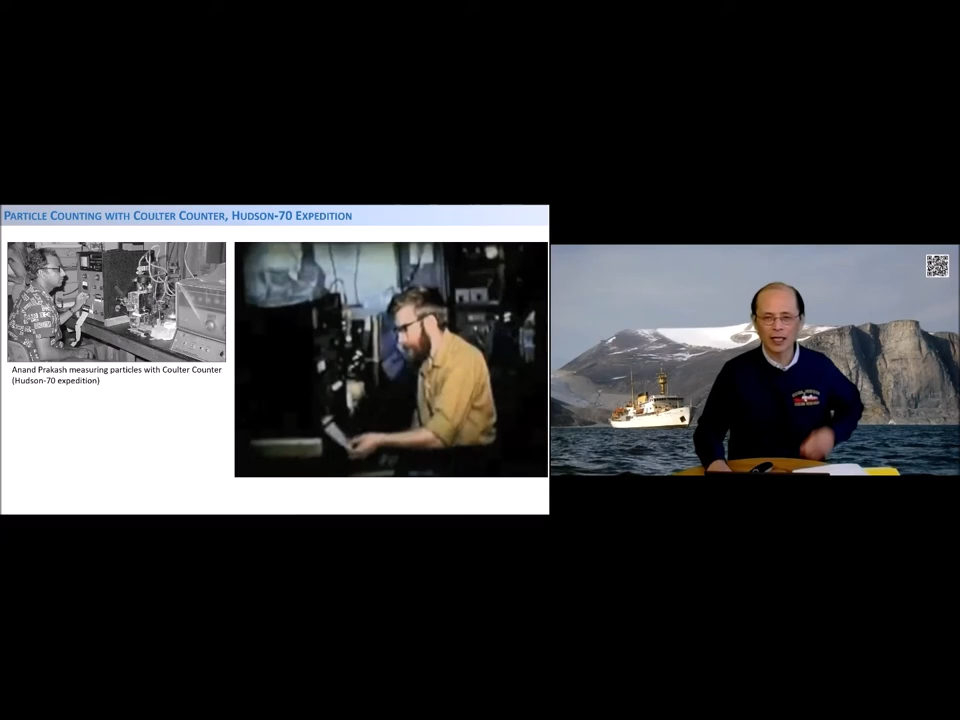 PARTICLE COUNTING WITH COULTER COUNTER, HUDSON-70 EXPEDITION
Anand Prakash measuring particles with Coulter Counter
(Hudson-70 expedition)